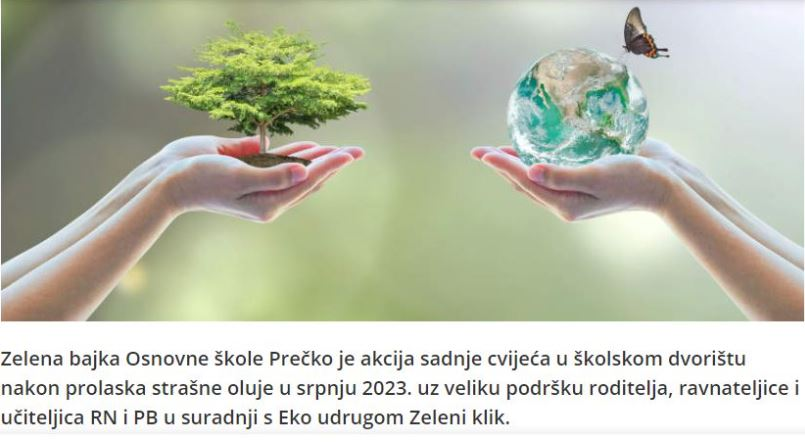 Zelena bajka Osnovne škole Prečko je akcija sadnje cvijeća u školskom dvorištu
nakon prolaska strašne oluje u srpnju 2023. uz veliku podršku roditelja, ravnateljice i
učiteljica RN i PB u suradnji s Eko udrugom Zeleni klik.